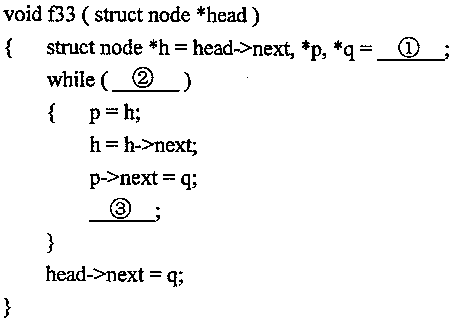 void f33 ( struct node *head )
{ struct node *h = head->next, *p, *q = ___①___;
while ( ___②___ )
{ p = h;
h = h->next;
p->next = q;
___③___;
}
head->next = q;
}